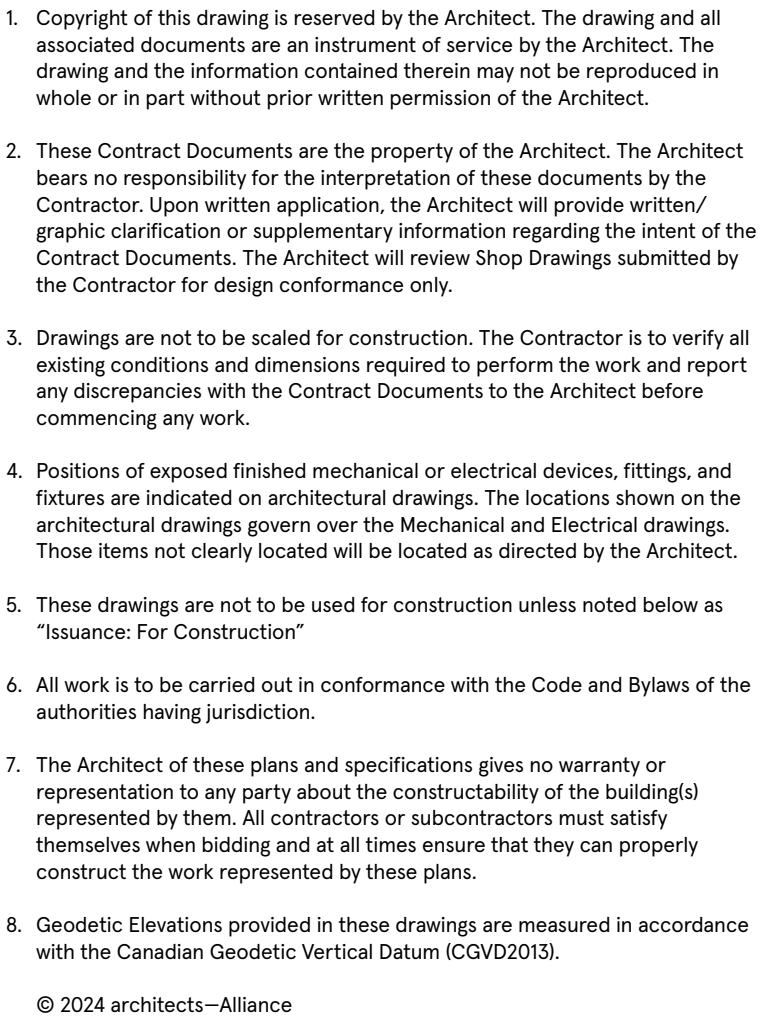 1. Copyright of this drawing is reserved by the Architect. The drawing and all
associated documents are an instrument of service by the Architect. The
drawing and the information contained therein may not be reproduced in
whole or in part without prior written permission of the Architect.
2. These Contract Documents are the property of the Architect. The Architect
bears no responsibility for the interpretation of these documents by the
Contractor. Upon written application, the Architect will provide written/
graphic clarification or supplementary information regarding the intent of the
Contract Documents. The Architect will review Shop Drawings submitted by
the Contractor for design conformance only.
3. Drawings are not to be scaled for construction. The Contractor is to verify all
existing conditions and dimensions required to perform the work and report
any discrepancies with the Contract Documents to the Architect before
commencing any work.
4. Positions of exposed finished mechanical or electrical devices, fittings, and
fixtures are indicated on architectural drawings. The locations shown on the
architectural drawings govern over the Mechanical and Electrical drawings.
Those items not clearly located will be located as directed by the Architect.
5. These drawings are not to be used for construction unless noted below as
“Issuance: For Construction”
6. All work is to be carried out in conformance with the Code and Bylaws of the
authorities having jurisdiction.
7. The Architect of these plans and specifications gives no warranty or
representation to any party about the constructability of the building(s)
represented by them. All contractors or subcontractors must satisfy
themselves when bidding and at all times ensure that they can properly
construct the work represented by these plans.
8. Geodetic Elevations provided in these drawings are measured in accordance
with the Canadian Geodetic Vertical Datum (CGVD2013).
© 2024 architects—Alliance